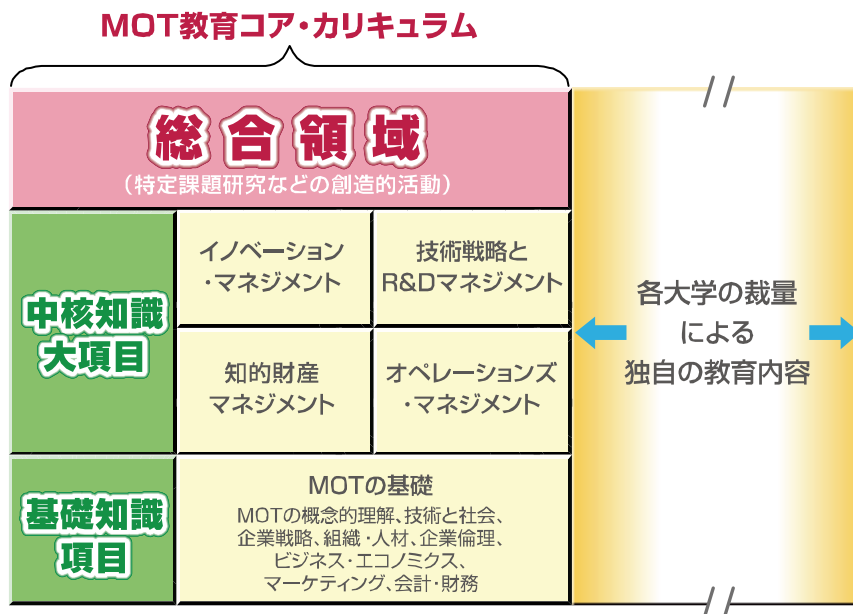 MOT教育コア・カリキュラム
総合領域
（特定課題研究などの創造的活動）
中核知識
大項目
イノベーション
・マネジメント
技術戦略と
R&Dマネジメント
知的財産
マネジメント
オペレーションズ
・マネジメント
基礎知識
項目
MOTの基礎
MOTの概念的理解、技術と社会、
企業戦略、組織・人材、企業倫理、
ビジネス・エコノミクス、
マーケティング、会計・財務
各大学の裁量
による
独自の教育内容